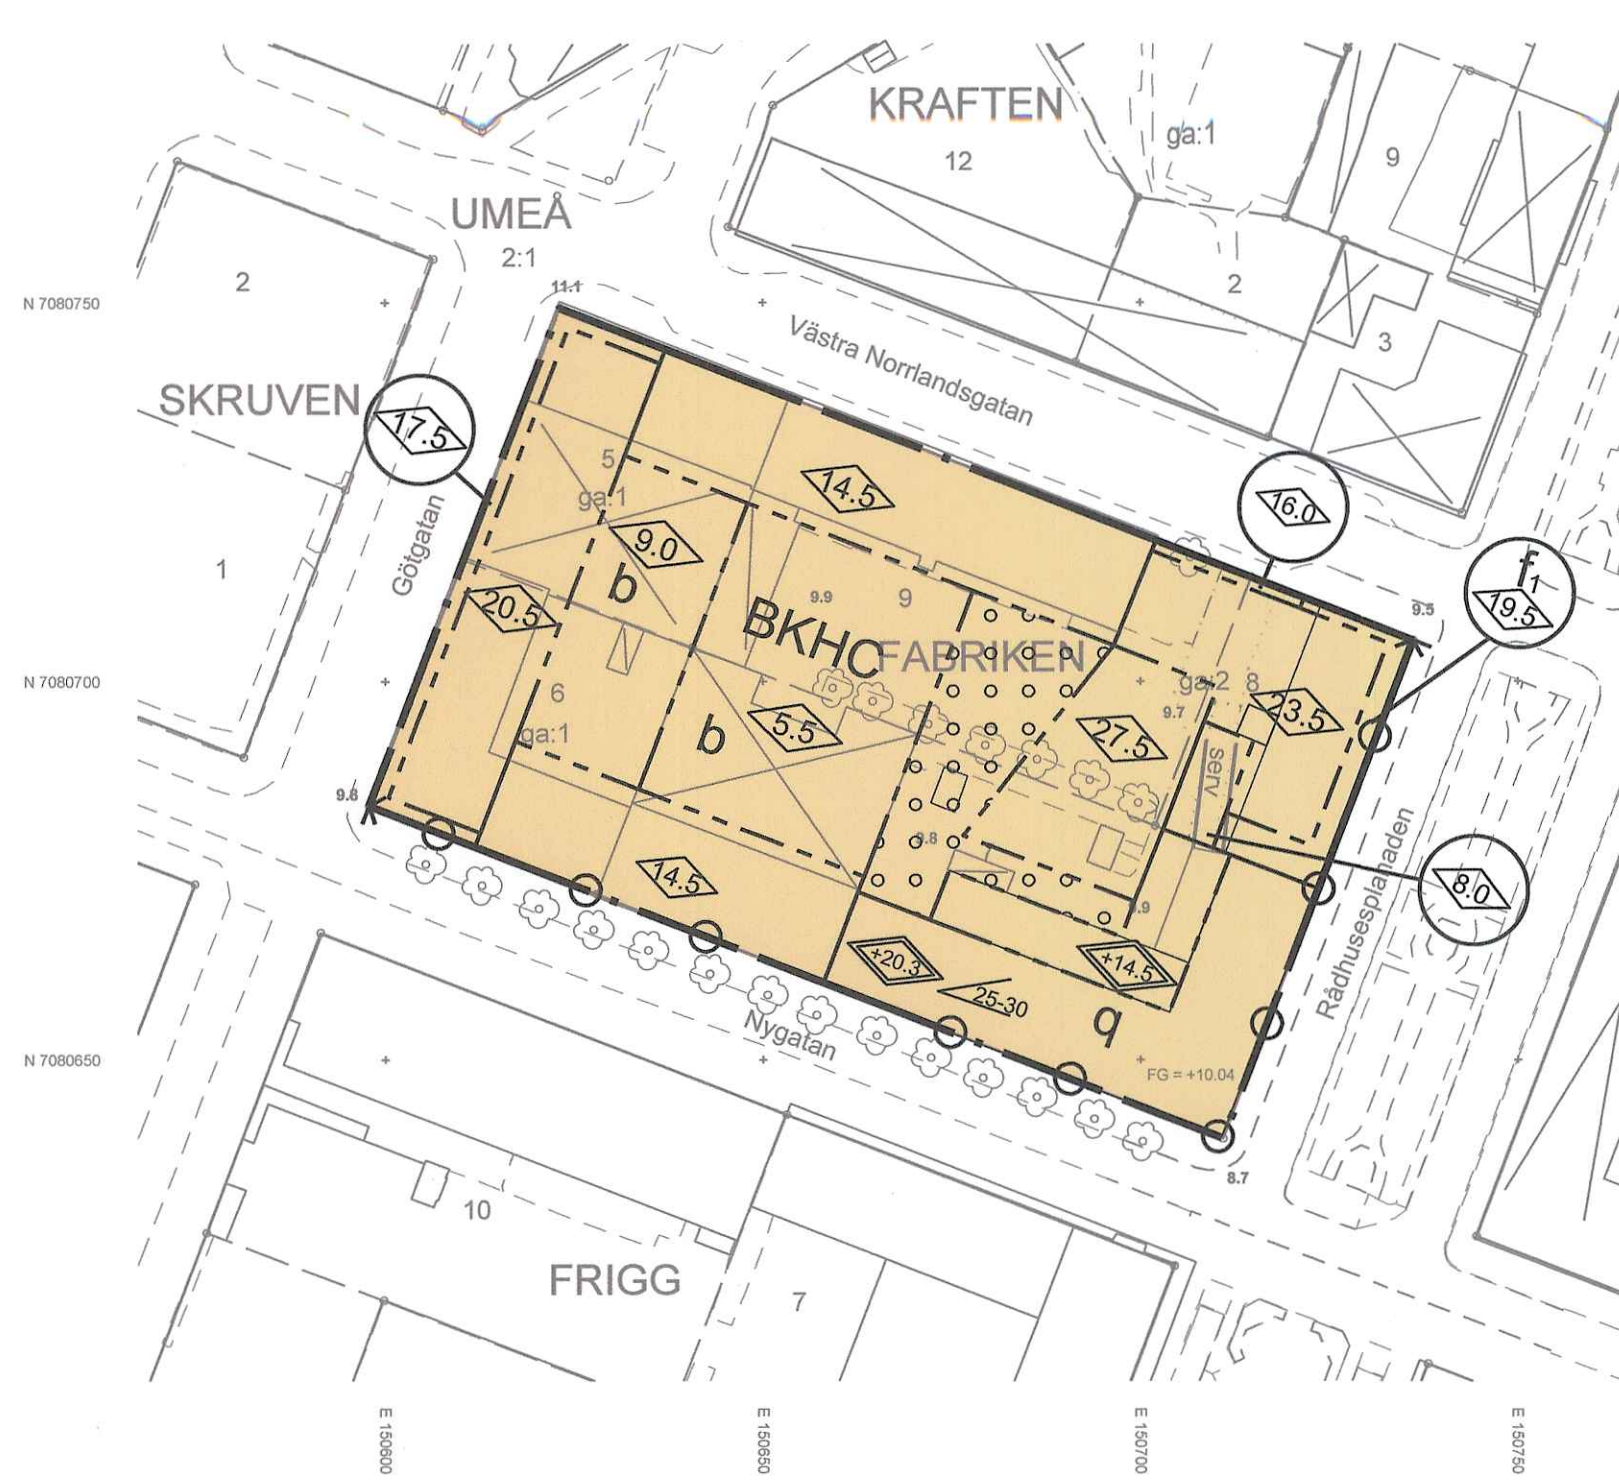 KRAFTEN
12
ga:1
9
UMEÅ
2:1
2
11.1
2
3
N 7080750
Västra Norrlandsgatan
SKRUVEN
17.5
5
ga:1
14.5
16.0
9.0
Götgatan
1
b
20.5
9.9
9
f1
19.5
9.5
BKHC
FABRIKEN
N 7080700
6
ga:1
b
5.5
ga:2
8
9.7
23.5
27.5
serv
9.8
9.8
14.5
Rådhusesplanaden
8.0
9.9
+20.3
+14.5
25-30
q
Nygatan
N 7080650
FG = +10.04
8.7
10
FRIGG
7
E 150600
E 150650
E 150700
E 150750